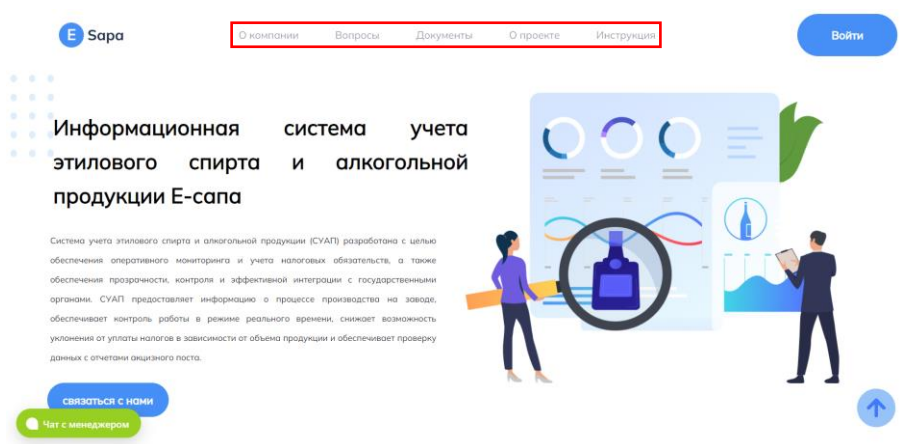 E Sapa
О компании Вопросы Документы О проекте Инструкция
Войти
Информационная система учета
этилового спирта и алкогольной
продукции Е-сапа
Система учета этилового спирта и алкогольной продукции (СУАП) разработана с целью
обеспечения оперативного мониторинга и учета налоговых обязательств, а также
обеспечения прозрачности, контроля и эффективной интеграции с государственными
органами. СУАП предоставляет информацию о процессе производства на заводе,
обеспечивает контроль работы в режиме реального времени, снижает возможность
уклонения от уплаты налогов в зависимости от объема продукции и обеспечивает проверку
данных с отчетами акцизного поста.
связаться с нами
Чат с менеджером